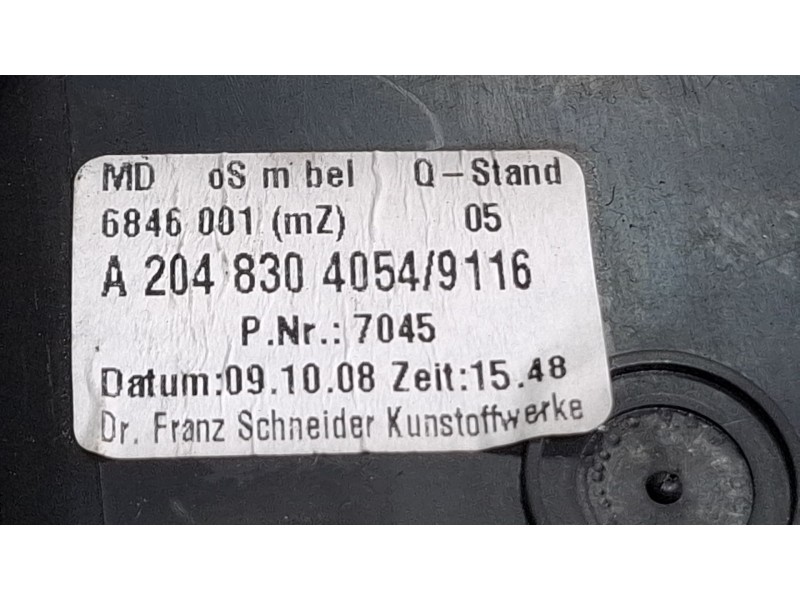 MD oS m bel Q-Stand
6846 001 (mZ) 05
A 204 830 4054/9116
P.Nr.: 7045
Datum:09.10.08 Zeit:15.48
Dr. Franz Schneider Kunstoffwerke